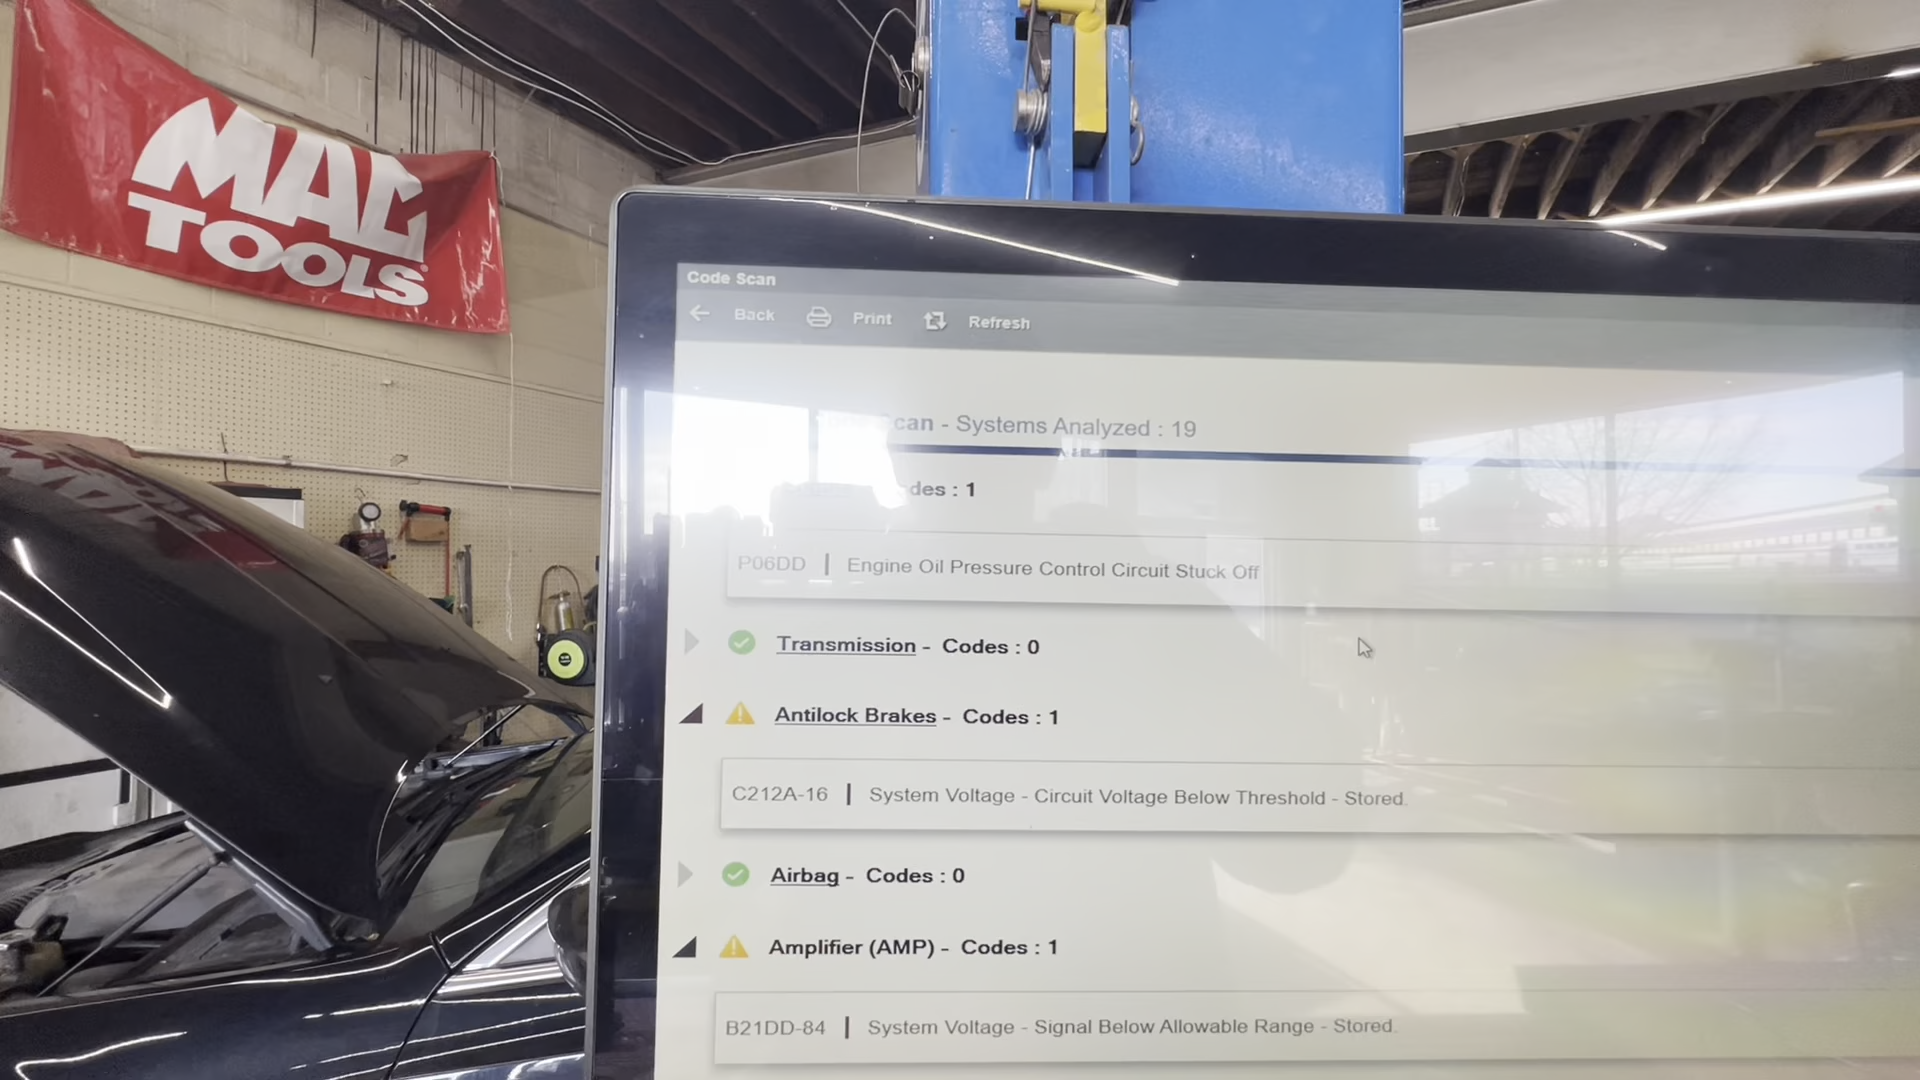 MAC
TOOLS
Code Scan
Back Print Refresh
can - Systems Analyzed : 19
des : 1
P06DD | Engine Oil Pressure Control Circuit Stuck Off
Transmission - Codes : 0
Antilock Brakes - Codes : 1
C212A-16 | System Voltage - Circuit Voltage Below Threshold - Stored.
Airbag - Codes : 0
Amplifier (AMP) - Codes : 1
B21DD-84 | System Voltage - Signal Below Allowable Range - Stored.